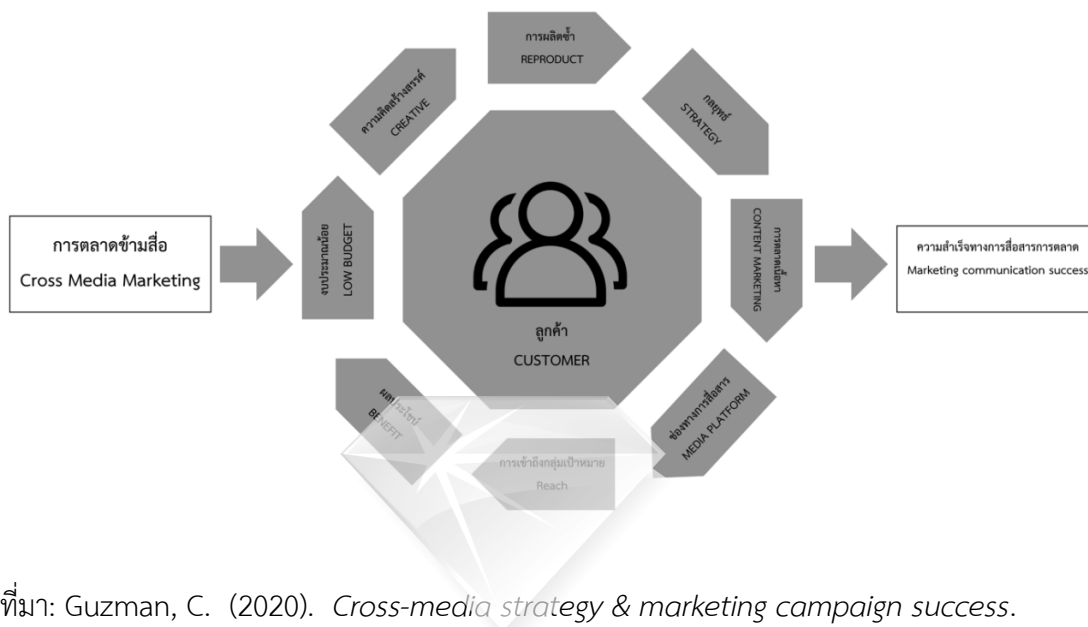 การผลิตซ้ำ
REPRODUCT
ความคิดสร้างสรรค์
CREATIVE
กลยุทธ์
STRATEGY
การตลาดข้ามสื่อ
Cross Media Marketing
งบประมาณน้อย
LOW BUDGET
ลูกค้า
CUSTOMER
การตลาดเนื้อหา
CONTENT MARKETING
ความสำเร็จทางการสื่อสารการตลาด
Marketing communication success
ผลประโยชน์
BENEFIT
ช่องทางการสื่อสาร
MEDIA PLATFORM
การเข้าถึงกลุ่มเป้าหมาย
Reach
ที่มา: Guzman, C. (2020). Cross-media strategy & marketing campaign success.